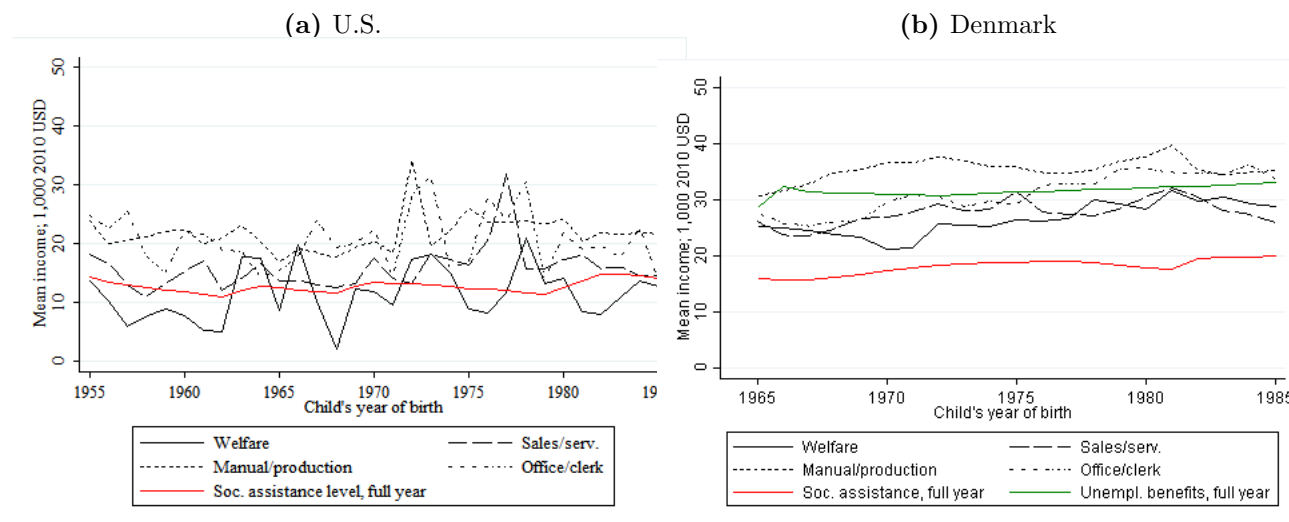 (a) U.S.
Mean income; 1,000 2010 USD
50
40
30
20
10
0
1955 1960 1965 1970 1975 1980 19
Child's year of birth
Welfare Sales/serv.
Manual/production Office/clerk
Soc. assistance level, full year
(b) Denmark
Mean income; 1,000 2010 USD
50
40
30
20
10
0
1965 1970 1975 1980 1985
Child's year of birth
Welfare Sales/serv.
Manual/production Office/clerk
Soc. assistance, full year Unempl. benefits, full year